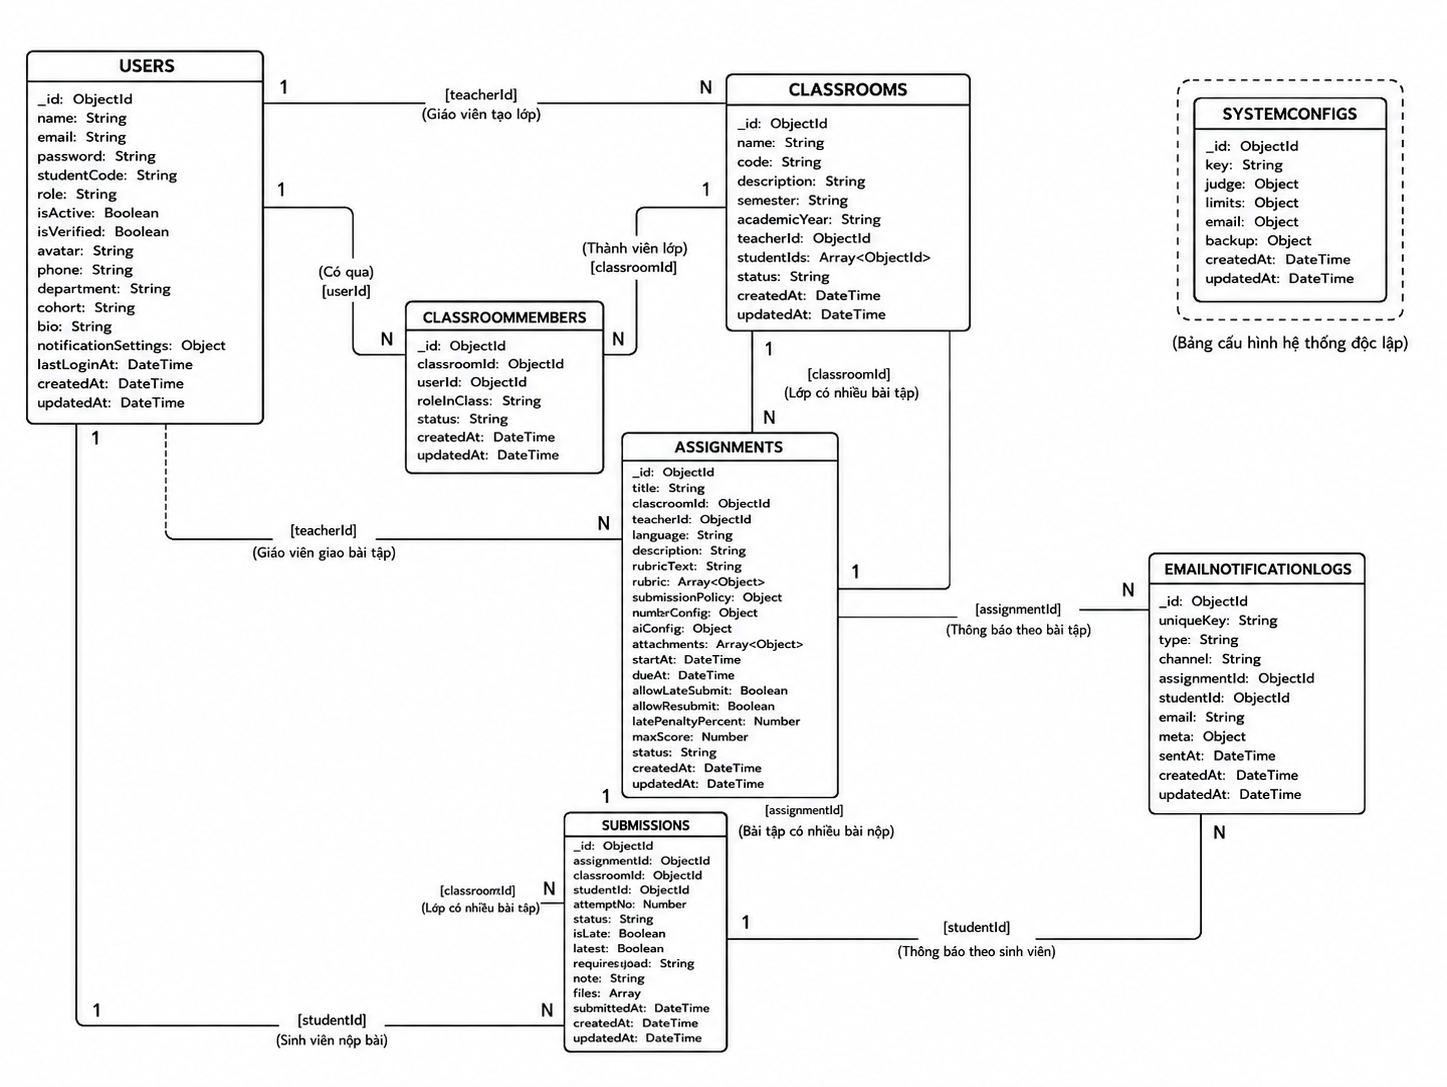 USERS
_id: ObjectId
name: String
email: String
password: String
studentCode: String
role: String
isActive: Boolean
isVerified: Boolean
avatar: String
phone: String
department: String
cohort: String
bio: String
notificationSettings: Object
lastLoginAt: DateTime
createdAt: DateTime
updatedAt: DateTime
1
[teacherId]
(Giáo viên tạo lớp)
N
CLASSROOMS
_id: ObjectId
name: String
code: String
description: String
semester: String
academicYear: String
teacherId: ObjectId
studentIds: Array<ObjectId>
status: String
createdAt: DateTime
updatedAt: DateTime
SYSTEMCONFIGS
_id: ObjectId
key: String
judge: Object
limits: Object
email: Object
backup: Object
createdAt: DateTime
updatedAt: DateTime
(Bảng cấu hình hệ thống độc lập)
1
(Có qua)
[userId]
N
1
(Thành viên lớp)
[classroomId]
N
CLASSROOMMEMBERS
_id: ObjectId
classroomId: ObjectId
userId: ObjectId
roleInClass: String
status: String
createdAt: DateTime
updatedAt: DateTime
1
[classroomId]
(Lớp có nhiều bài tập)
N
ASSIGNMENTS
_id: ObjectId
title: String
clascroomId: ObjectId
teacherId: ObjectId
language: String
description: String
rubricText: String
rubric: Array<Object>
submissionPolicy: Object
Object
aiConfig: Object
attachments: Array<Object>
startAt: DateTime
dueAt: DateTime
allowLateSubmit: Boolean
allowResubmit: Boolean
latePenaltyPercent: Number
maxScore: Number
status: String
createdAt: DateTime
updatedAt: DateTime
1
[teacherId]
(Giáo viên giao bài tập)
N
1
[assignmentId]
(Thông báo theo bài tập)
N
EMAILNOTIFICATIONLOGS
_id: ObjectId
uniqueKey: String
type: String
channel: String
assignmentId: ObjectId
studentId: ObjectId
email: String
meta: Object
sentAt: DateTime
createdAt: DateTime
updatedAt: DateTime
N
1
[assignmentId]
(Bài tập có nhiều bài nộp)
SUBMISSIONS
_id: ObjectId
assignmentId: ObjectId
classroomId: ObjectId
studentId: ObjectId
attemptNo: Number
status: String
isLate: Boolean
latest: Boolean
String
note: String
files: Array
submittedAt: DateTime
createdAt: DateTime
updatedAt: DateTime
[classroomId]
(Lớp có nhiều bài tập)
N
1
[studentId]
(Thông báo theo sinh viên)
1
[studentId]
(Sinh viên nộp bài)
N